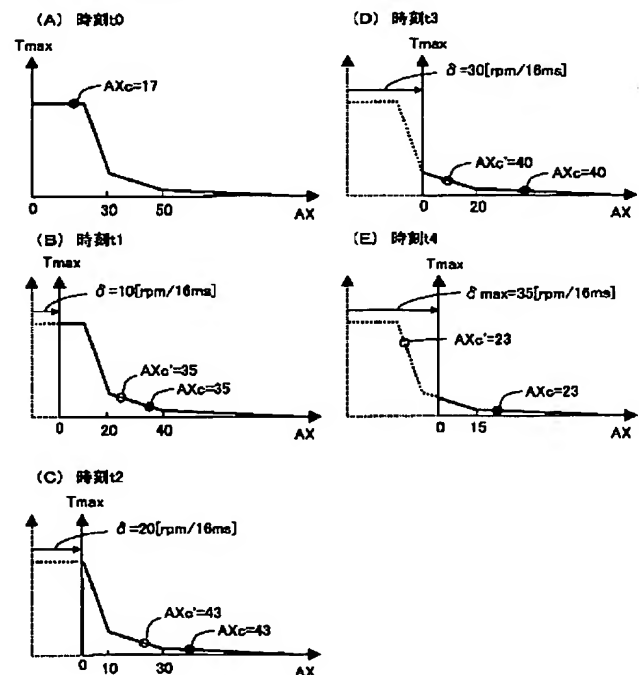 (A) 時刻t0
Tmax
AXc=17
0 30 50 AX
(B) 時刻t1
Tmax
δ=10[rpm/16ms]
AXc'=35
AXc=35
0 20 40 AX
(C) 時刻t2
Tmax
δ=20[rpm/16ms]
AXc'=43
AXc=43
0 10 30 AX
(D) 時刻t3
Tmax
δ=30[rpm/16ms]
AXc'=40
AXc=40
0 20 AX
(E) 時刻t4
Tmax
δmax=35[rpm/16ms]
AXc'=23
AXc=23
0 15 AX